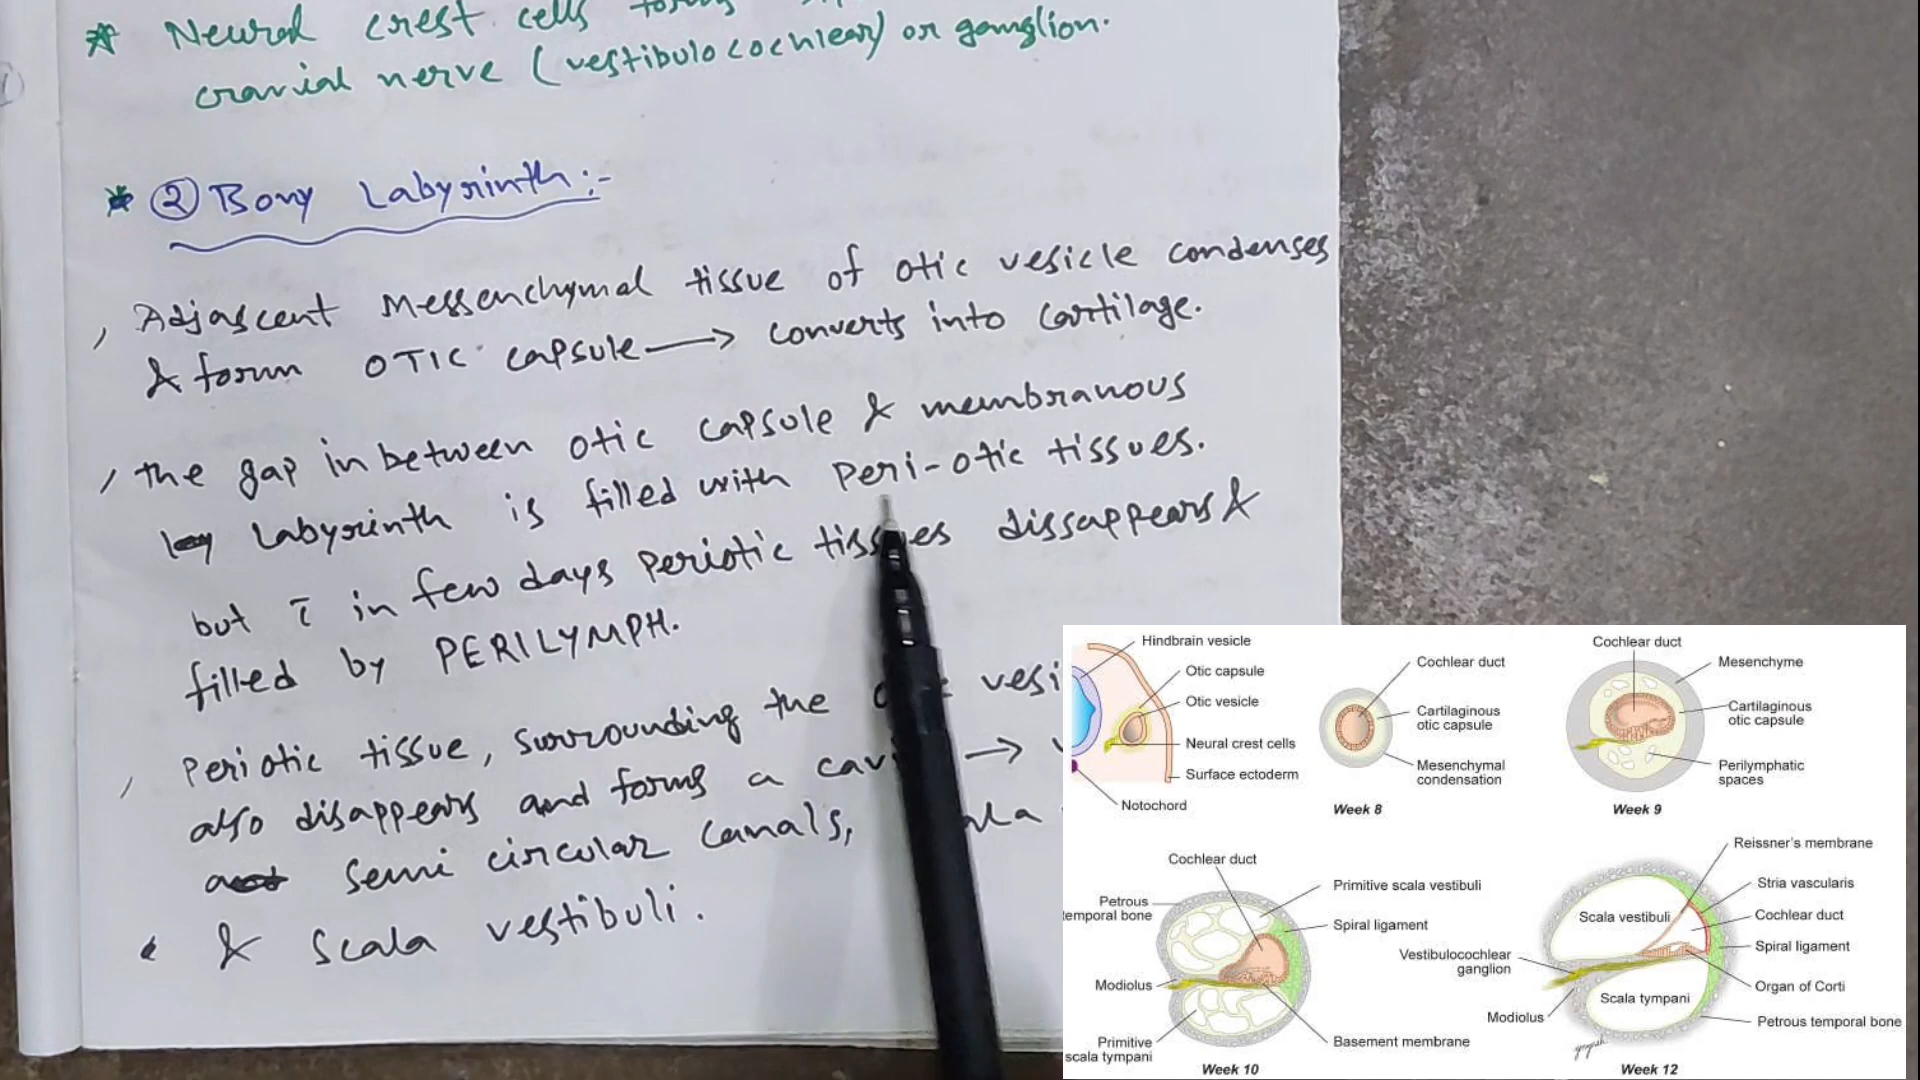 * Neural crest cells forms
cranial nerve (vestibulocochlear) or ganglion.
* ② Bony Labyrinth:-
, Adjascent Messenchymal tissue of otic vesicle condenses
& form OTIC capsule → converts into cartilage.
, the gap inbetween otic capsule & membranous
Labyrinth is filled with peri-otic tissues.
but in few days periotic tissues dissappears &
filled by PERILYMPH.
, Peri otic tissue, surrounding the
also disappears and forms a →
semi circular canals,
& Scala vestibuli.
Hindbrain vesicle
Otic capsule
Otic vesicle
Neural crest cells
Surface ectoderm
Notochord
Cochlear duct
Cartilaginous
otic capsule
Mesenchymal
condensation
Week 8
Cochlear duct
Mesenchyme
Cartilaginous
otic capsule
Perilymphatic
spaces
Week 9
Cochlear duct
Petrous
temporal bone
Primitive scala vestibuli
Spiral ligament
Modiolus
Primitive
scala tympani
Basement membrane
Week 10
Reissner's membrane
Stria vascularis
Scala vestibuli
Cochlear duct
Spiral ligament
Vestibulocochlear
ganglion
Organ of Corti
Scala tympani
Modiolus
Petrous temporal bone
Week 12